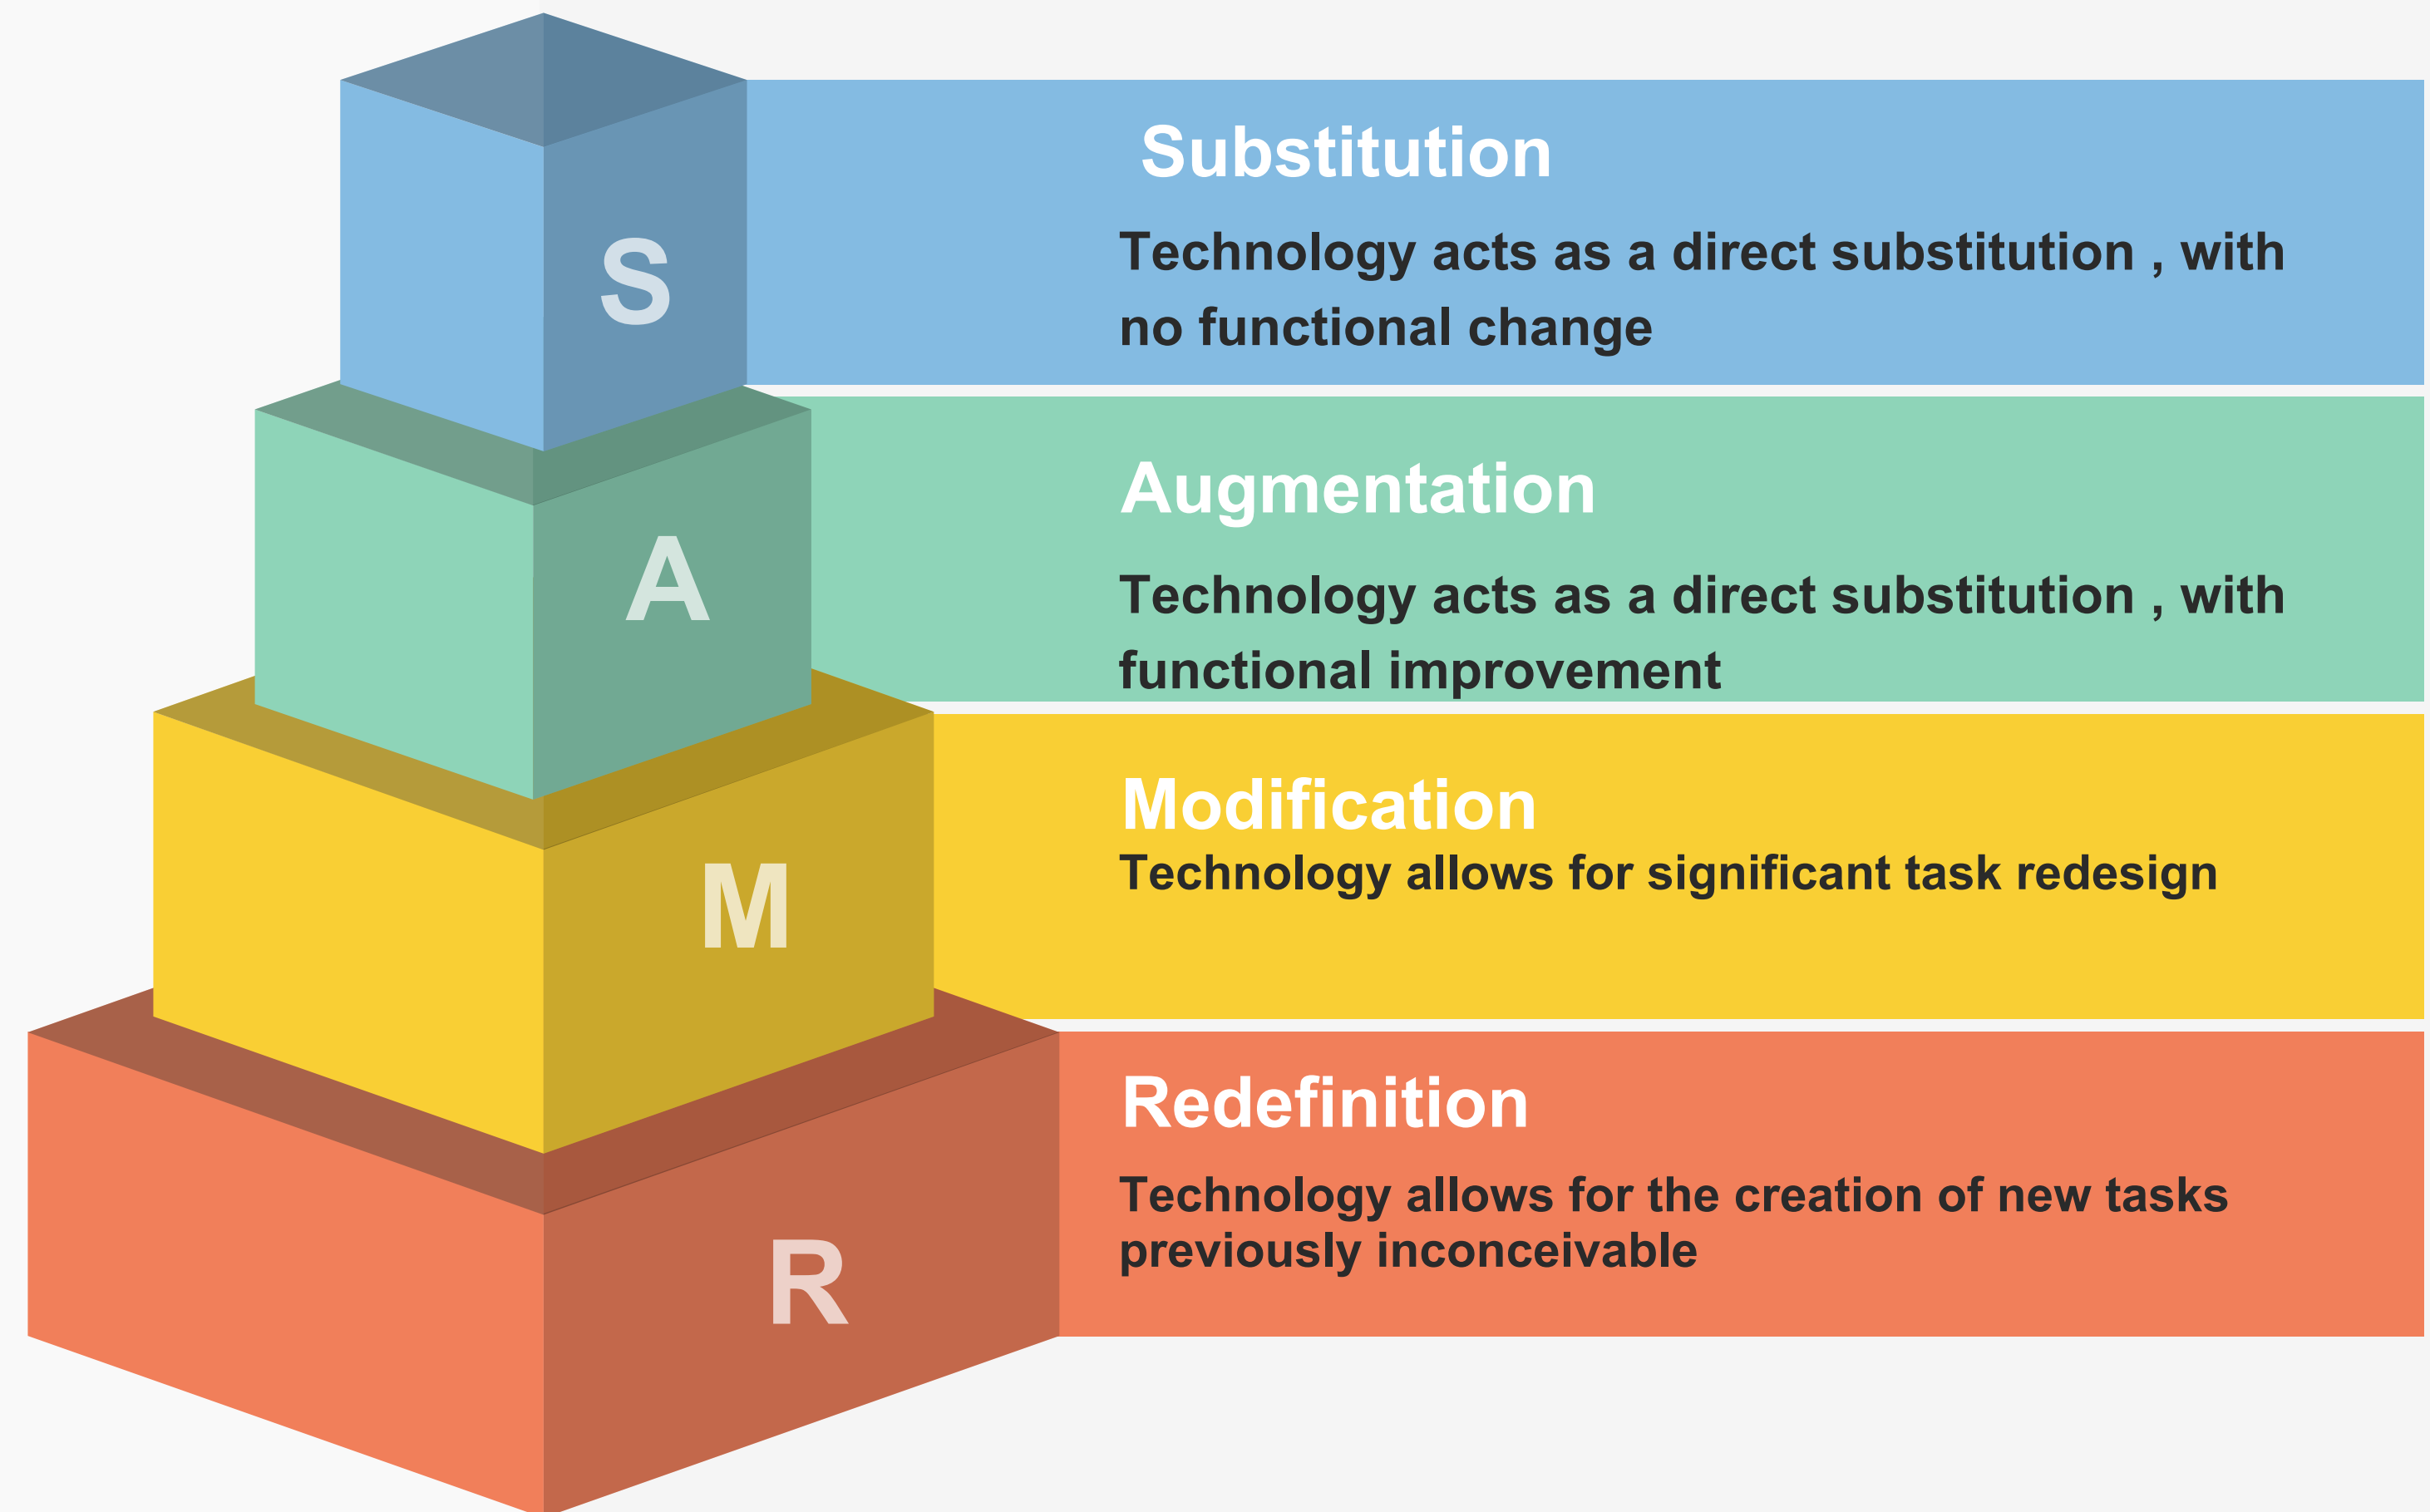 S
Substitution
Technology acts as a direct substitution , with
no functional change
A
Augmentation
Technology acts as a direct substitution , with
functional improvement
M
Modification
Technology allows for significant task redesign
R
Redefinition
Technology allows for the creation of new tasks
previously inconceivable